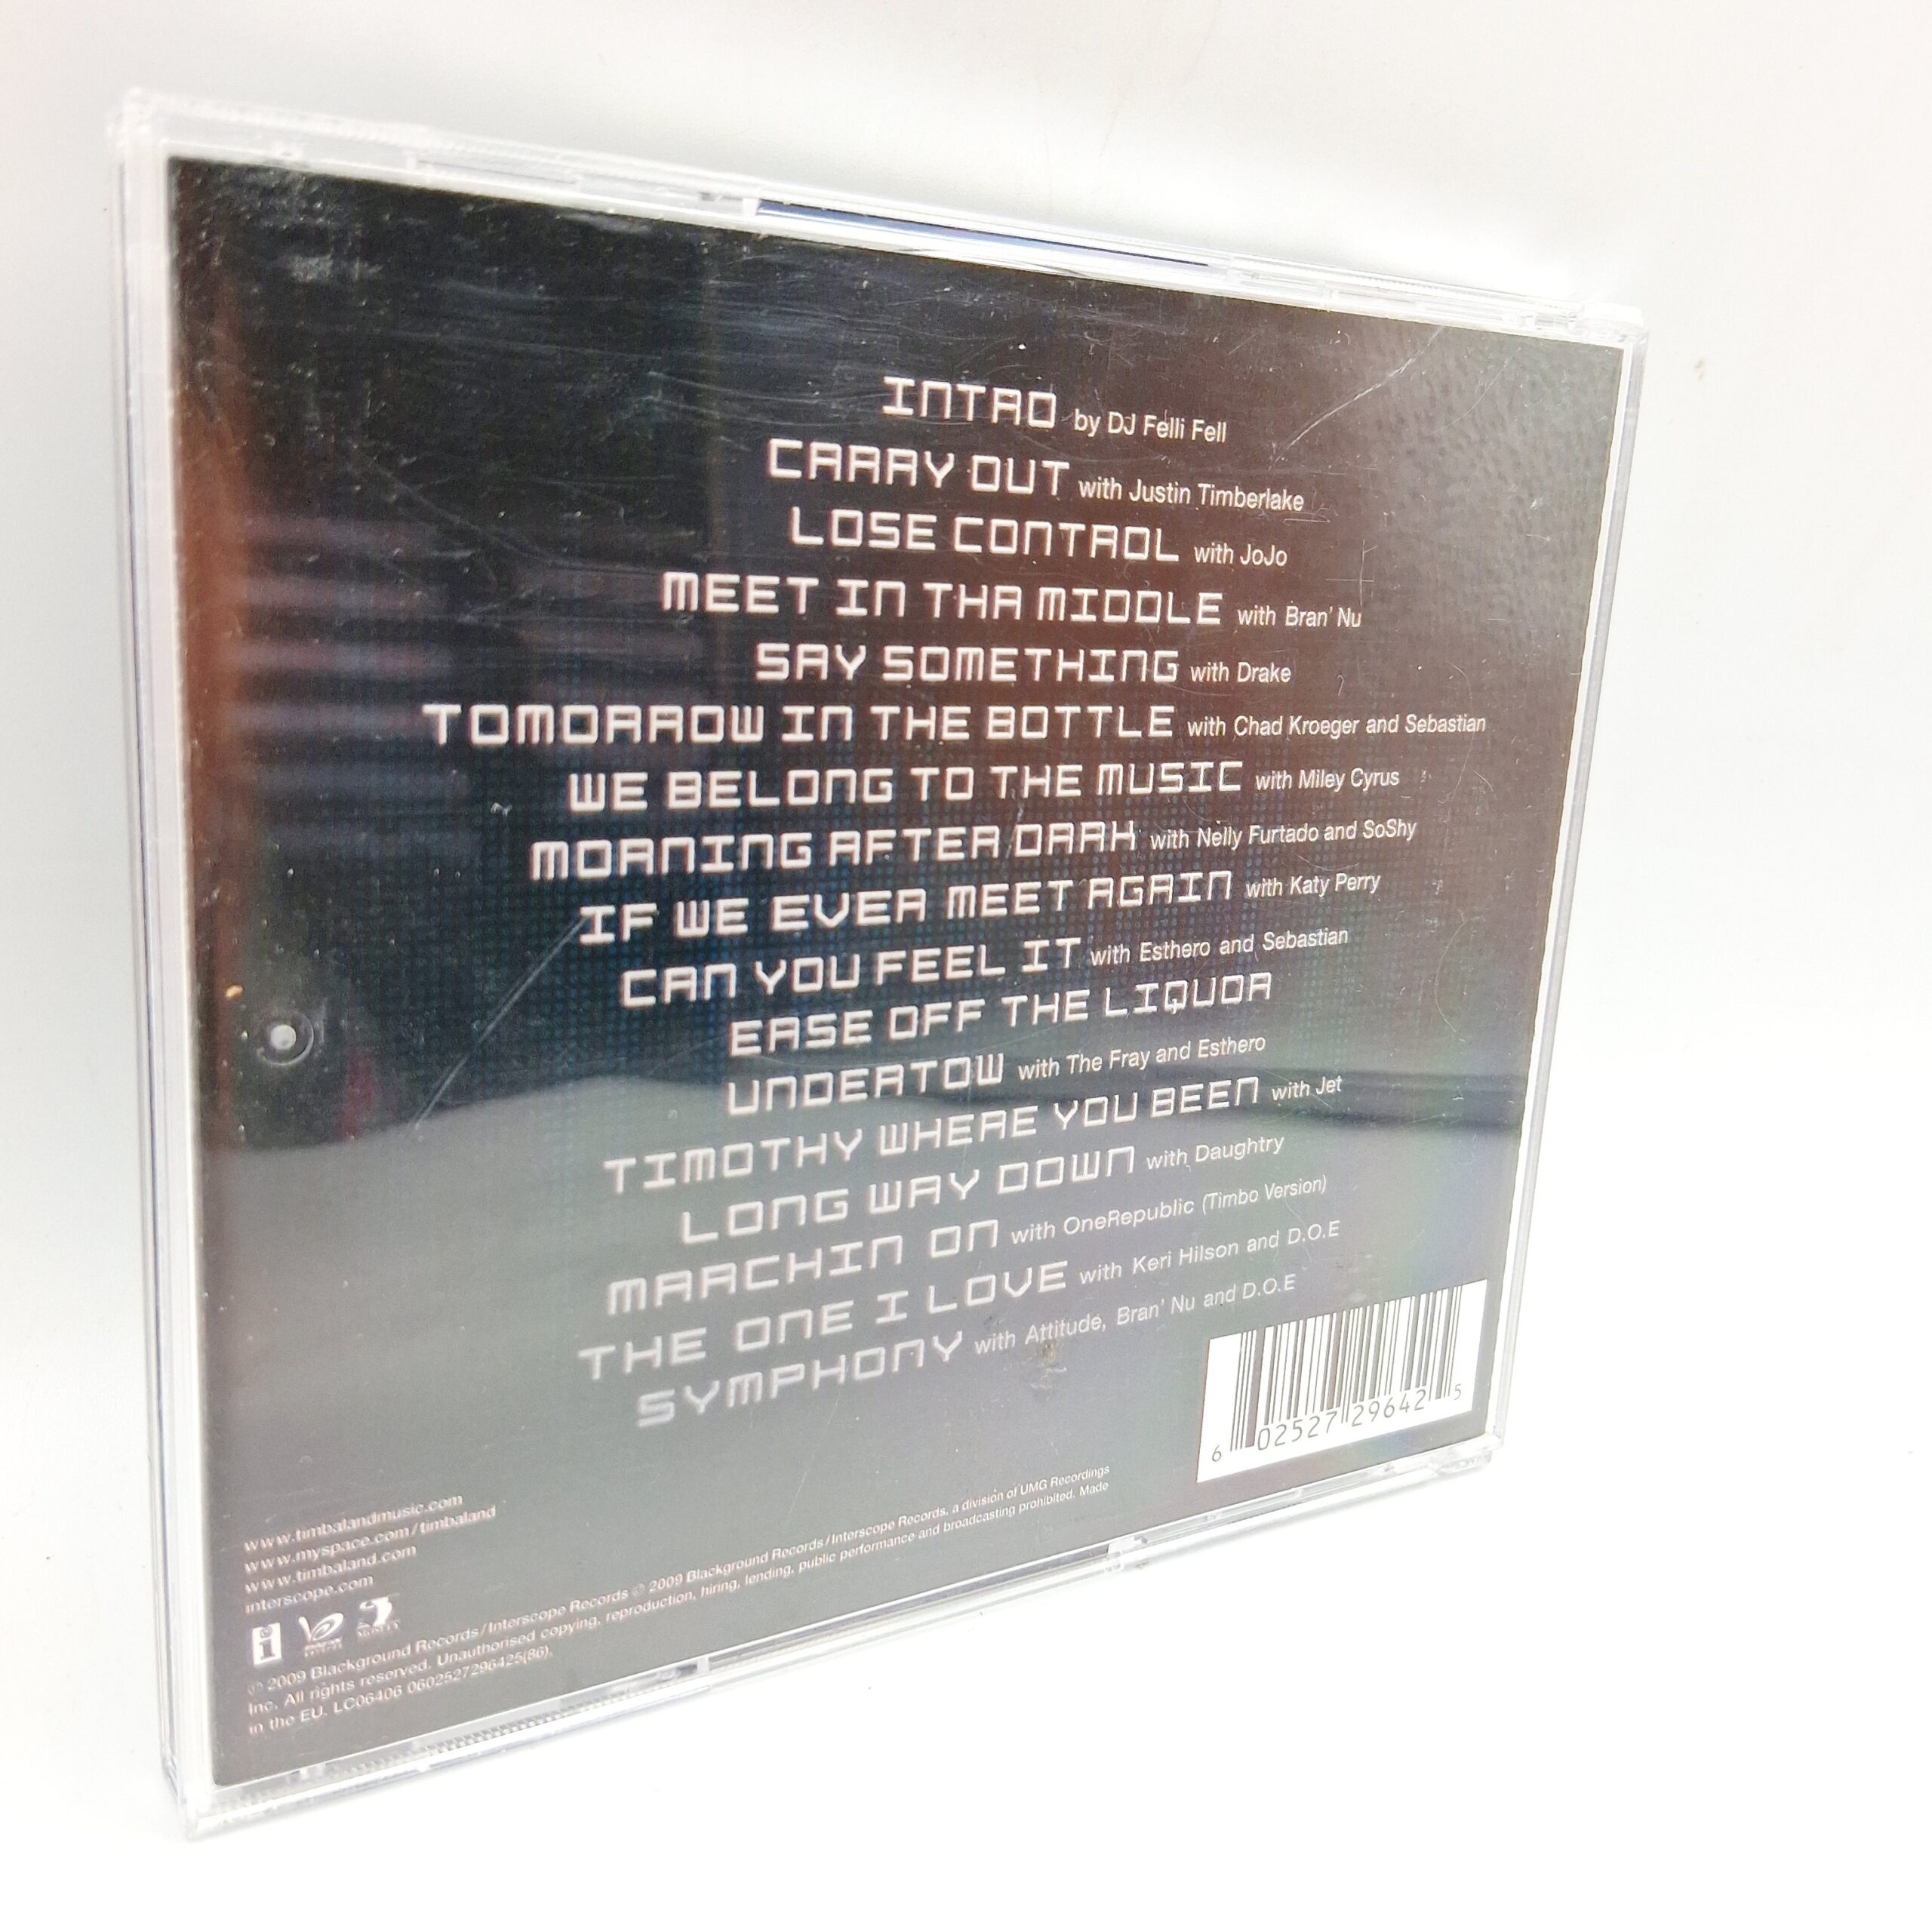 INTRO by DJ Felli Fell
CARRY OUT with Justin Timberlake
LOSE CONTROL with JoJo
MEET IN THA MIDDLE with Bran' Nu
SAY SOMETHING with Drake
TOMORROW IN THE BOTTLE with Chad Kroeger and Sebastian
WE BELONG TO THE MUSIC with Miley Cyrus
MORNING AFTER DARK with Nelly Furtado and SoShy
IF WE EVER MEET AGAIN with Katy Perry
CAN YOU FEEL IT with Esthero and Sebastian
EASE OFF THE LIQUOR
UNDERTOW with The Fray and Esthero
TIMOTHY WHERE YOU BEEN with Jet
LONG WAY DOWN with Daughtry
MARCHIN ON with OneRepublic (Timbo Version)
THE ONE I LOVE with Keri Hilson and D.O.E
SYMPHONY with Attitude, Bran' Nu and D.O.E
6 02527 29642 5
www.timbalandmusic.com
www.myspace.com/timbaland
www.timbaland.com
interscope.com
i
℗ 2009 Blackground Records/Interscope Records © 2009 Blackground Records/Interscope Records, a division of UMG Recordings
Inc. All rights reserved. Unauthorised copying, reproduction, hiring, lending, public performance and broadcasting prohibited. Made
in the EU. LC06406 0602527296425(86).